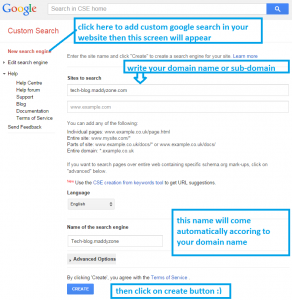 Google
Search in CSE home
Custom Search
click here to add custom google search in your
website then this screen will appear
New search engine
Edit search engine
Help
Help Centre
Help forum
Support
Blog
Documentation
Terms of Service
Send Feedback
Enter the site name and click "Create" to create a search engine for your site. Learn more
write your domain name or sub-domain
Sites to search
tech-blog.maddyzone.com
www.example.com
You can add any of the following:
Individual pages: www.example.co.uk/page.html
Entire site: www.mysite.com/*
Parts of site: www.example.co.uk/docs/* or www.example.co.uk/docs/
Entire domain: *.example.co.uk
If you want to search pages over entire web containing specific schema.org mark-ups, click on
"advanced" below.
New Use the CSE creation from keywords tool to get URL suggestions.
Language
English
this name will come
automatically accoring to
your domain name
Name of the search engine
Tech-blog.maddyzone
Advanced Options
By clicking 'Create', you agree with the Terms of Service.
CREATE
then click on create button :)